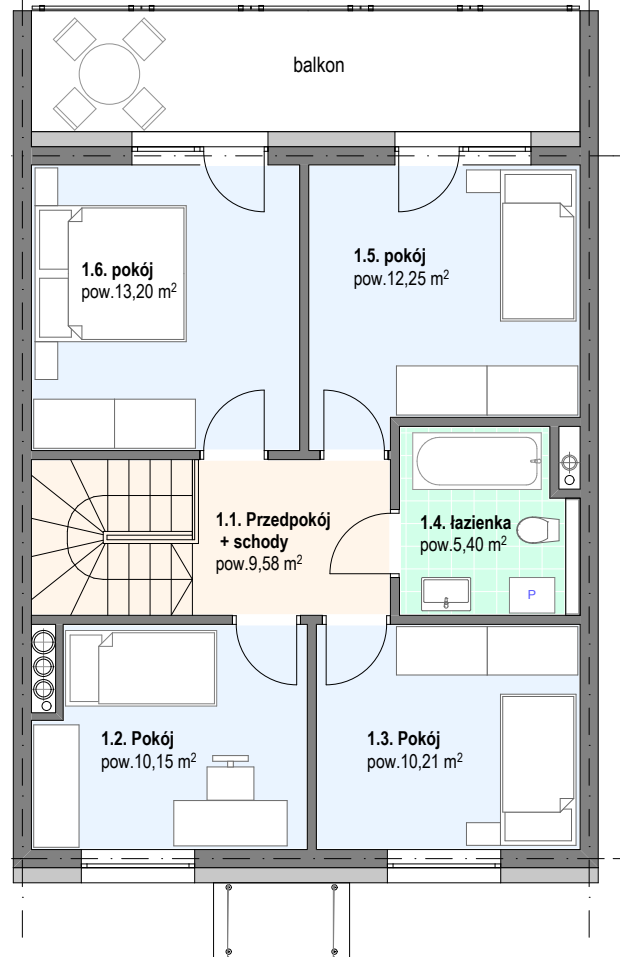 balkon
1.6. pokój
pow.13,20 m²
1.5. pokój
pow.12,25 m²
1.1. Przedpokój
+ schody
pow.9,58 m²
1.4. łazienka
pow.5,40 m²
P
1.2. Pokój
pow.10,15 m²
1.3. Pokój
pow.10,21 m²